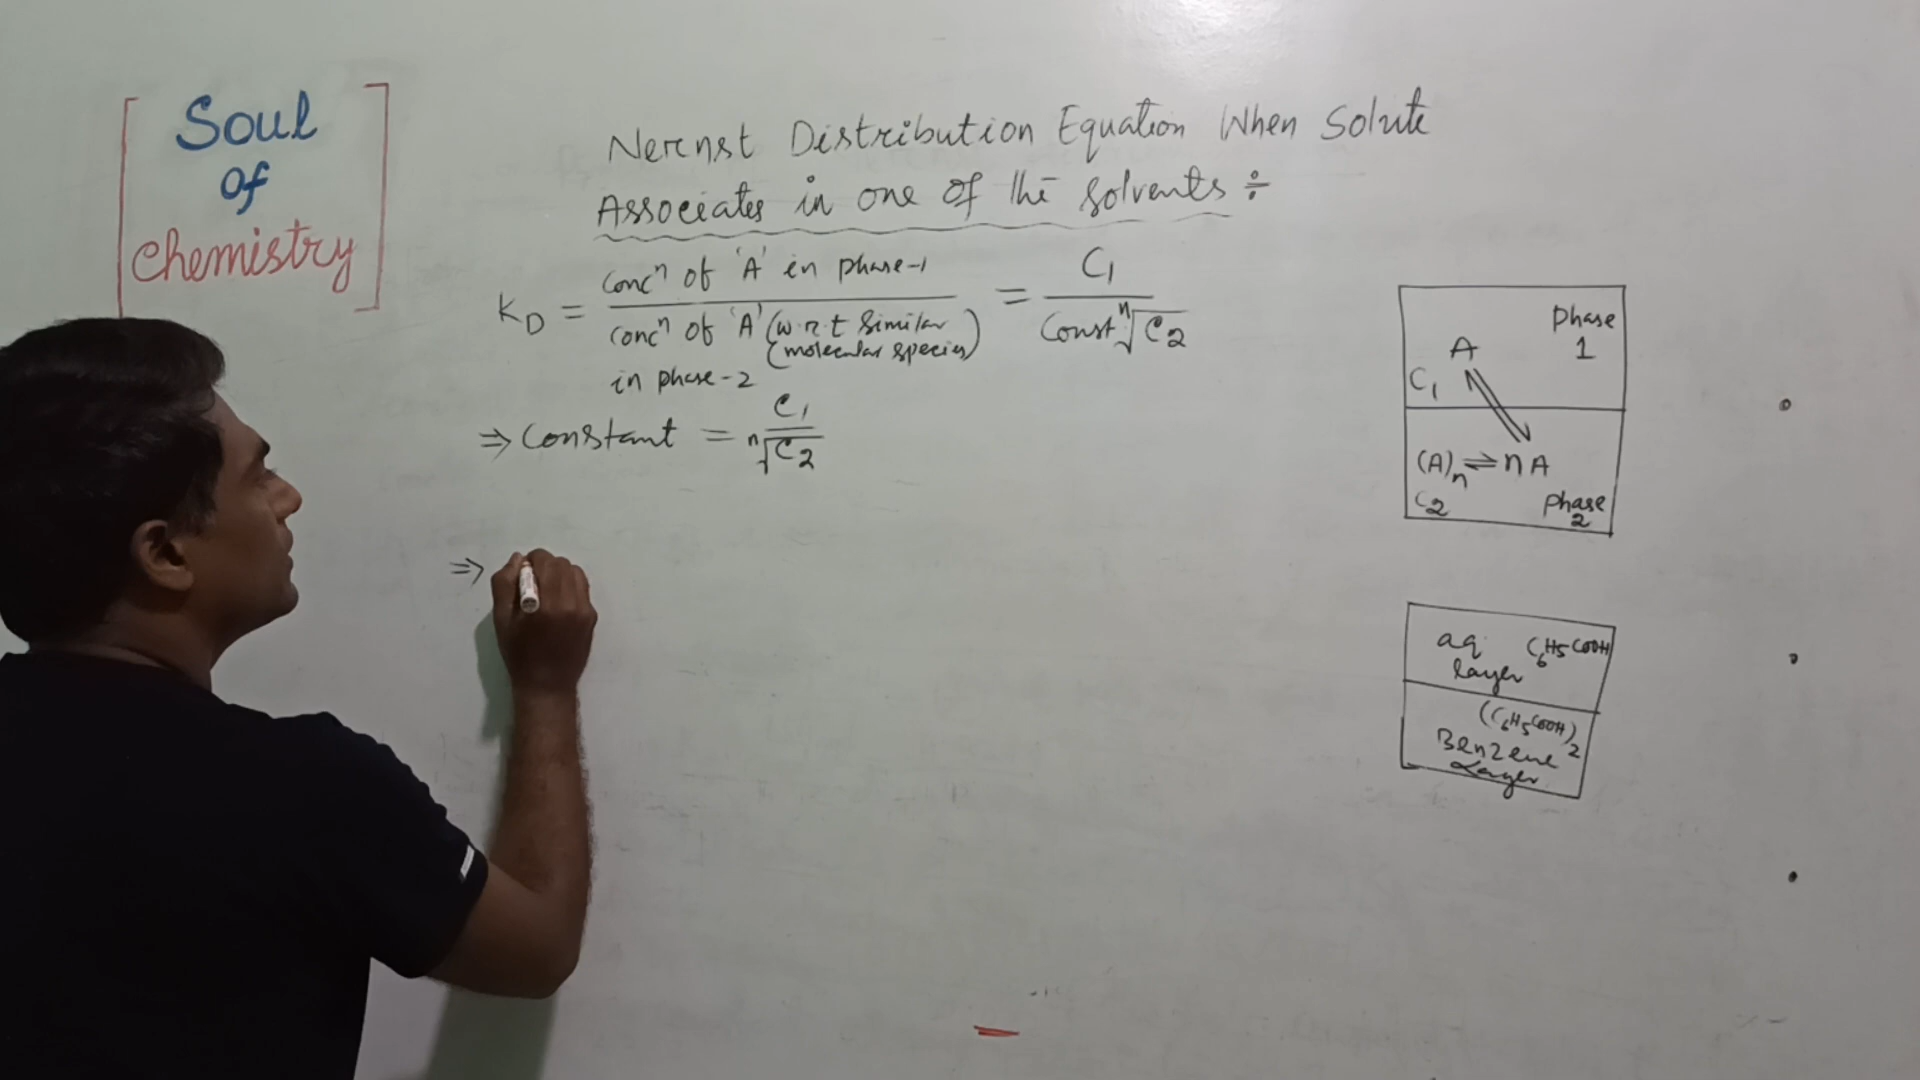 Soul
of
Chemistry
Nernst Distribution Equation When Solute
Associates in one of the solvents ÷
K_D = concⁿ of 'A' in phase-1 / concⁿ of 'A' (w.r.t similar (molecular species) in phase-2 = C₁ / Const ⁿ√C₂
⇒ Constant = C₁ / ⁿ√C₂
⇒
phase
1
A
C₁
(A)ₙ ⇌ n A
C₂ phase
2
aq C₆H₅COOH
layer
(C₆H₅COOH)₂
Benzene
Layer